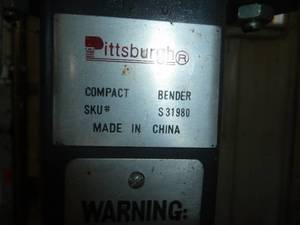 Pittsburgh®
COMPACT BENDER
SKU# S31980
MADE IN CHINA
WARNING: